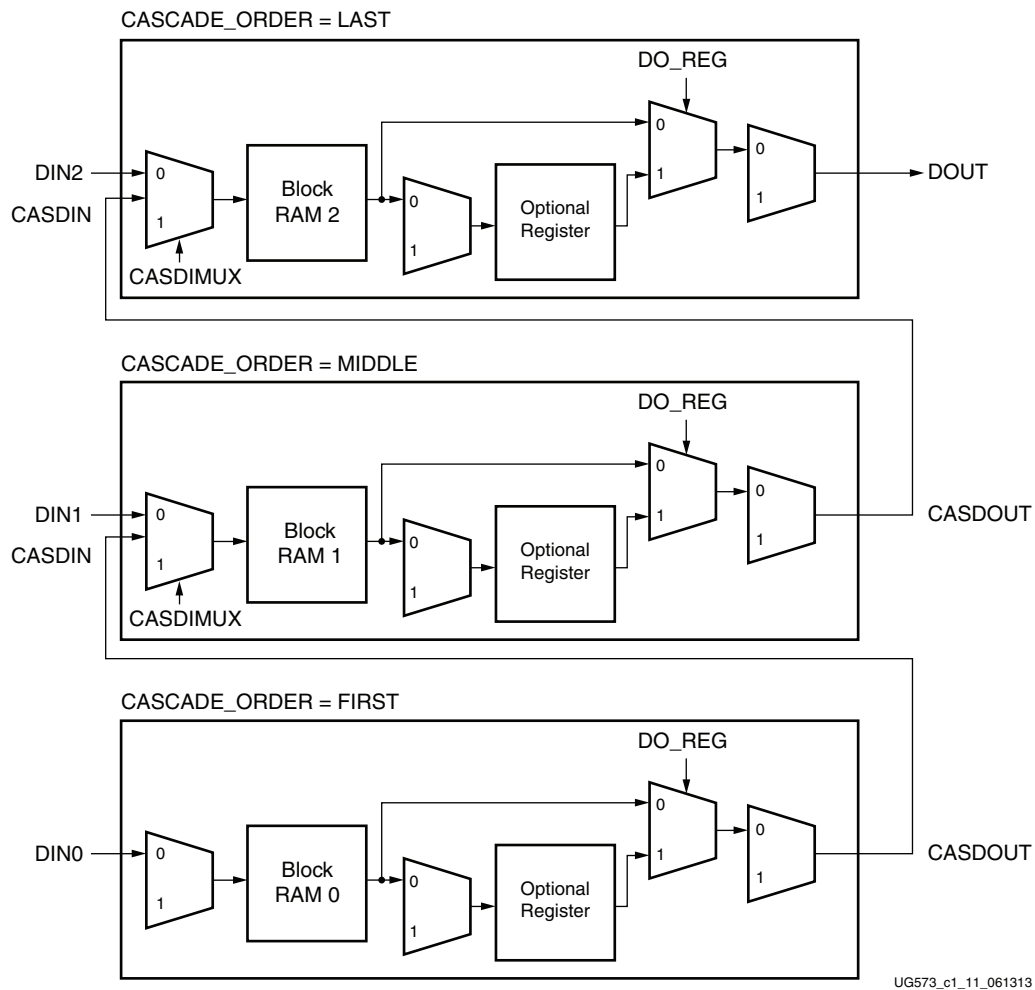 CASCADE_ORDER = LAST
DO_REG
0
DIN2
0
Block
RAM 2
1
0
DOUT
CASDIN
0
Optional
Register
1
1
1
CASDIMUX
CASCADE_ORDER = MIDDLE
DO_REG
0
0
DIN1
0
Block
RAM 1
1
CASDOUT
CASDIN
0
Optional
Register
1
1
1
CASDIMUX
CASCADE_ORDER = FIRST
DO_REG
0
0
DIN0
0
Block
RAM 0
1
CASDOUT
0
Optional
Register
1
1
1
UG573_c1_11_061313